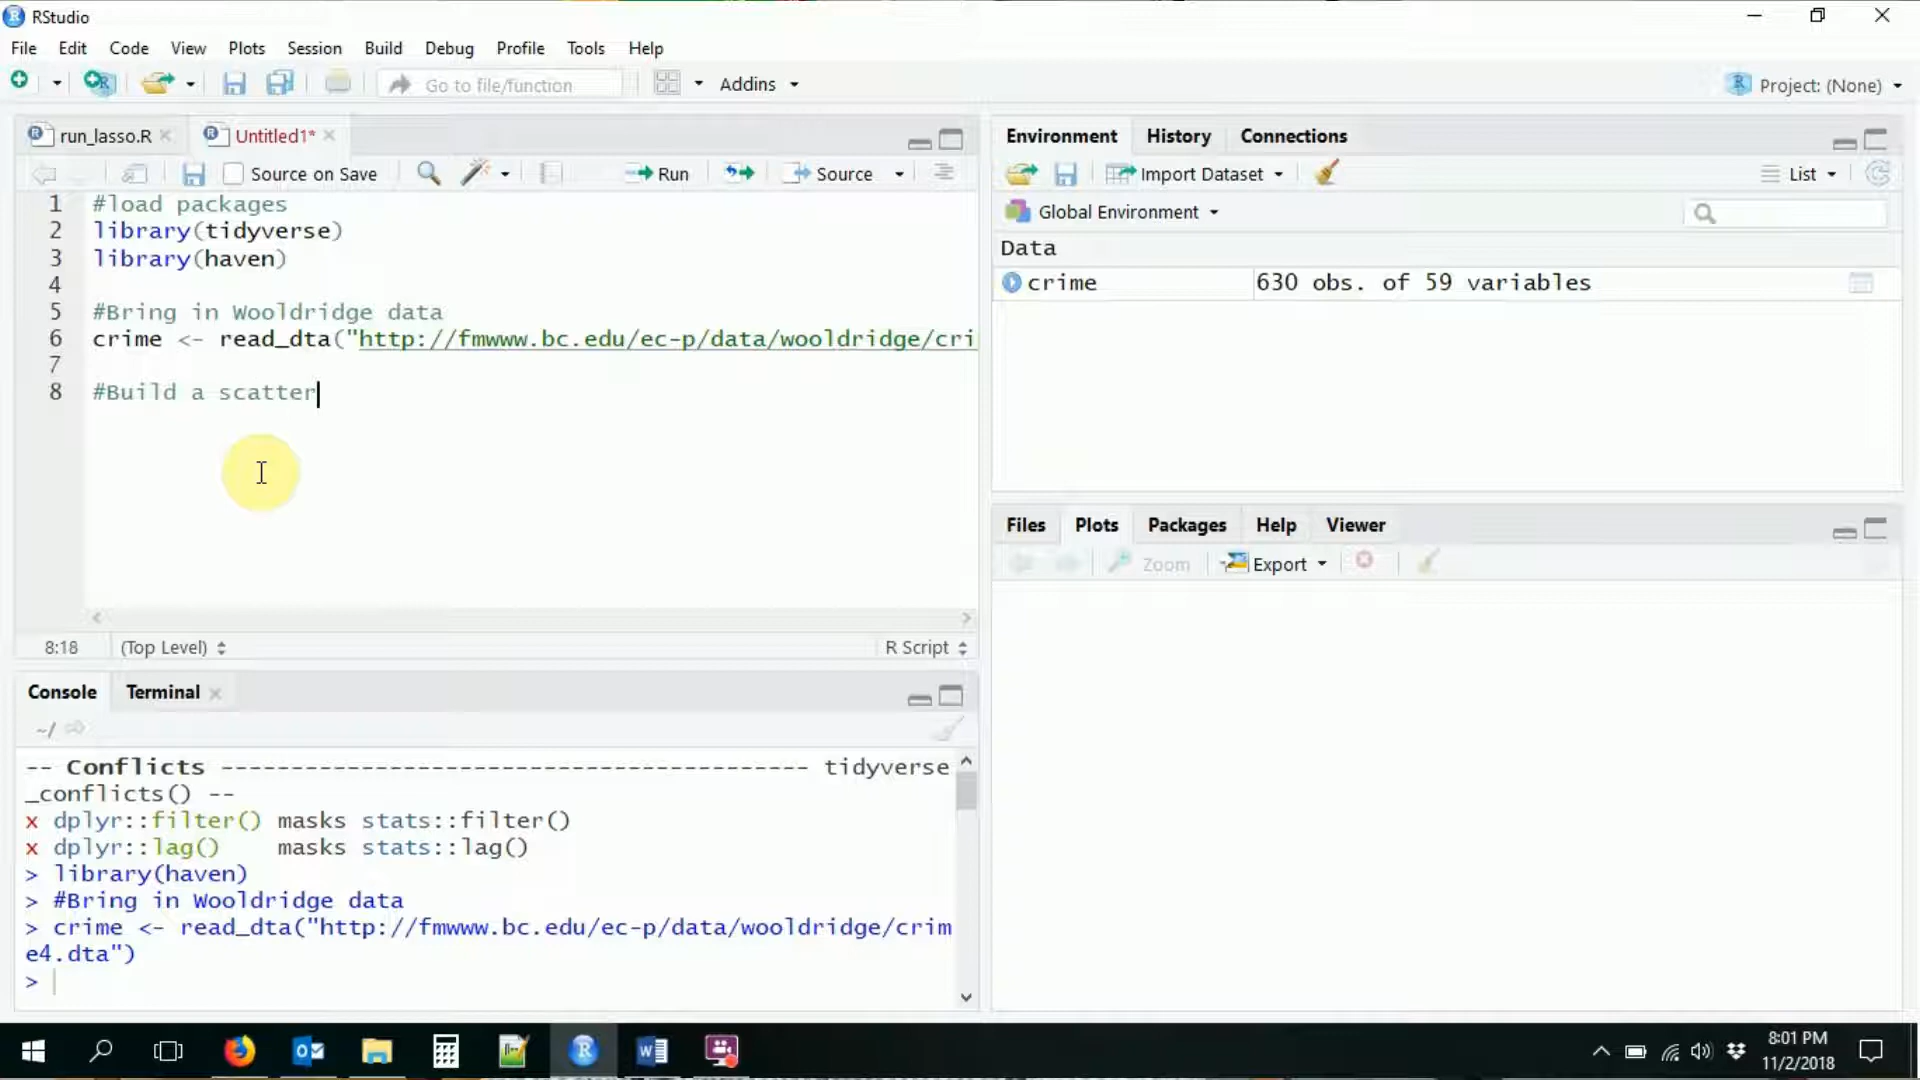 RStudio
File Edit Code View Plots Session Build Debug Profile Tools Help
Go to file/function Addins Project: (None)
run_lasso.R Untitled1*
Source on Save Run Source
1 #load packages
2 library(tidyverse)
3 library(haven)
4
5 #Bring in Wooldridge data
6 crime <- read_dta("http://fmwww.bc.edu/ec-p/data/wooldridge/cri
7
8 #Build a scatter
8:18 (Top Level) R Script
Console Terminal
~/
-- Conflicts ------------------------------------------ tidyverse
_conflicts() --
x dplyr::filter() masks stats::filter()
x dplyr::lag()    masks stats::lag()
> library(haven)
> #Bring in Wooldridge data
> crime <- read_dta("http://fmwww.bc.edu/ec-p/data/wooldridge/crim
e4.dta")
>
Environment History Connections
Import Dataset List
Global Environment
Data
crime 630 obs. of 59 variables
Files Plots Packages Help Viewer
Zoom Export
8:01 PM
11/2/2018